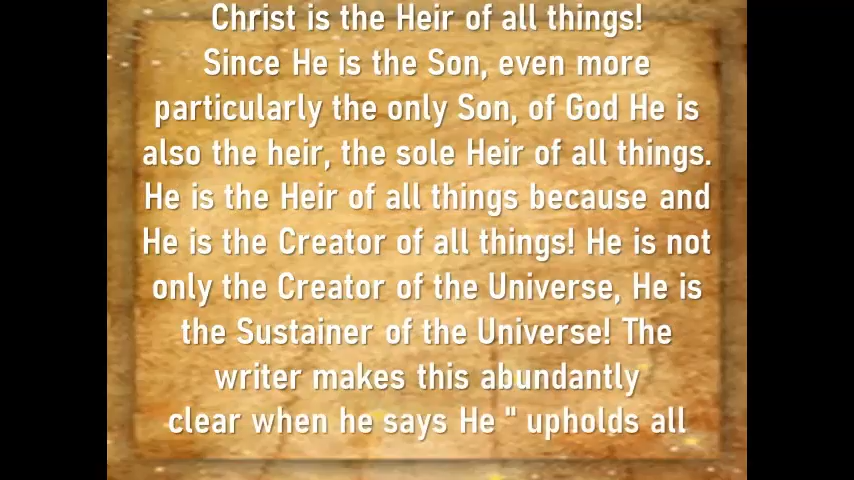 Christ is the Heir of all things!
Since He is the Son, even more
particularly the only Son, of God He is
also the heir, the sole Heir of all things.
He is the Heir of all things because and
He is the Creator of all things! He is not
only the Creator of the Universe, He is
the Sustainer of the Universe! The
writer makes this abundantly
clear when he says He " upholds all